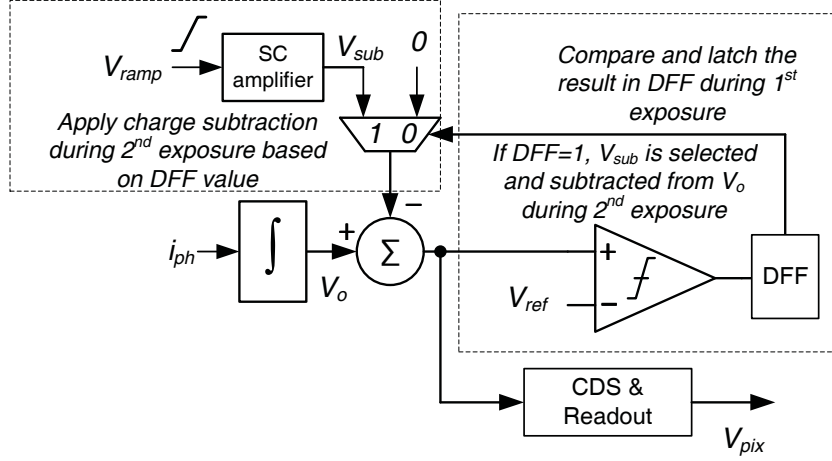 V_ramp
SC
amplifier
V_sub
0
1 0
Apply charge subtraction
during 2nd exposure based
on DFF value
Compare and latch the
result in DFF during 1st
exposure
If DFF=1, V_sub is selected
and subtracted from V_o
during 2nd exposure
i_ph
∫
V_o
+
−
Σ
+
−
V_ref
DFF
CDS &
Readout
V_pix